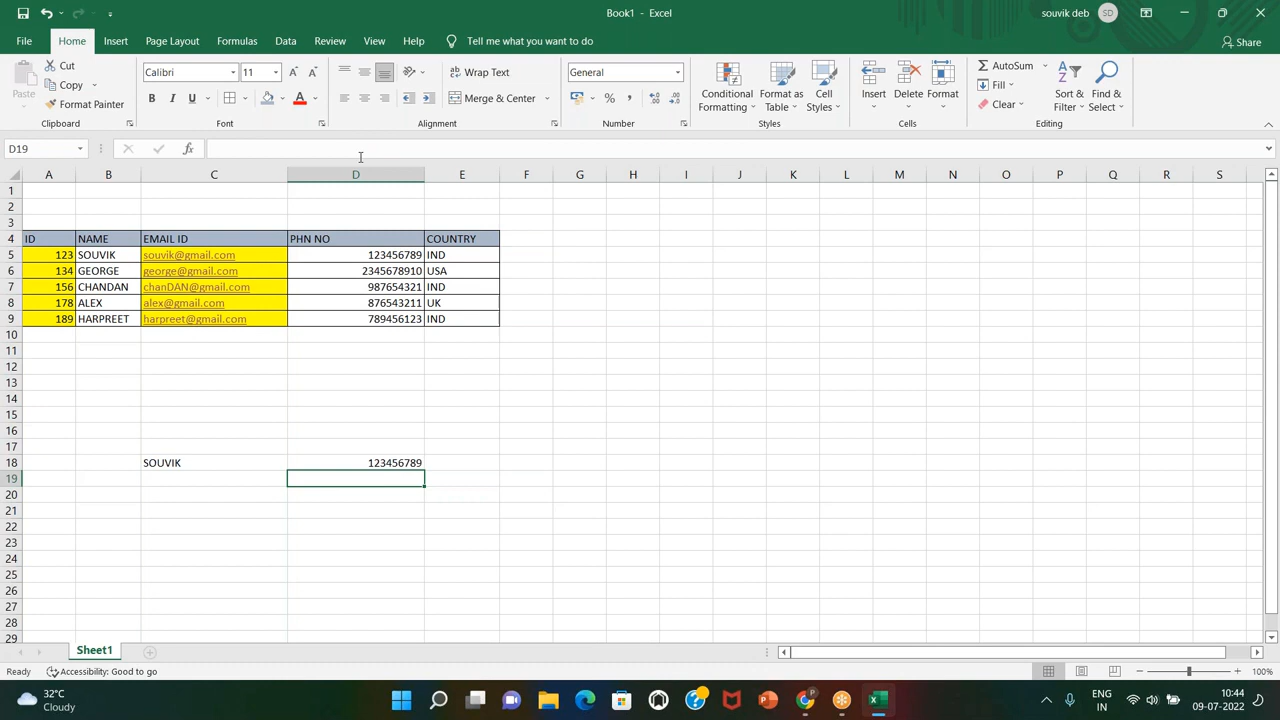 Book1 - Excel
souvik deb SD
File Home Insert Page Layout Formulas Data Review View Help Tell me what you want to do Share
Paste Cut Copy Format Painter
Calibri 11
B I U A
Wrap Text
Merge & Center
General
%
Conditional Formatting
Format as Table
Cell Styles
Insert Delete Format
AutoSum
Fill
Clear
Sort & Filter
Find & Select
Clipboard Font Alignment Number Styles Cells Editing
D19 fx
A B C D E F G H I J K L M N O P Q R S
1
2
3
4 ID NAME EMAIL ID PHN NO COUNTRY
5 123 SOUVIK souvik@gmail.com 123456789 IND
6 134 GEORGE george@gmail.com 2345678910 USA
7 156 CHANDAN chanDAN@gmail.com 987654321 IND
8 178 ALEX alex@gmail.com 876543211 UK
9 189 HARPREET harpreet@gmail.com 789456123 IND
10
11
12
13
14
15
16
17
18 SOUVIK 123456789
19
20
21
22
23
24
25
26
27
28
29
Sheet1
Ready Accessibility: Good to go 100%
32°C
Cloudy
ENG
IN
10:44
09-07-2022